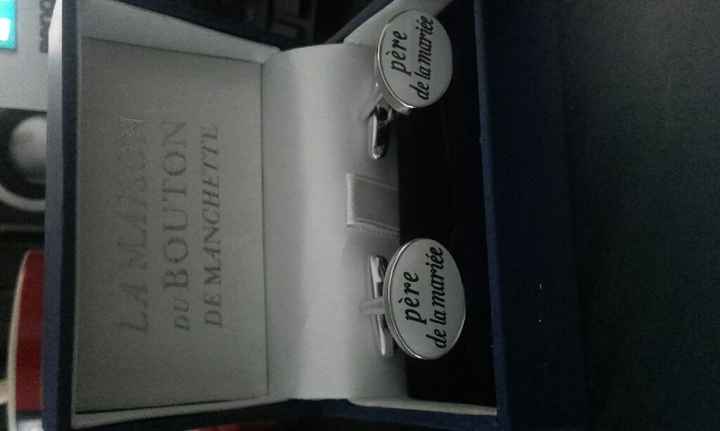 LA MAISON
DU BOUTON
DE MANCHETTE
père
de la mariée
père
de la mariée